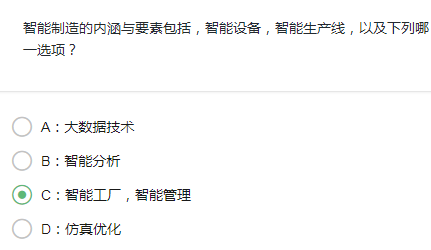 智能制造的内涵与要素包括，智能设备，智能生产线，以及下列哪
一选项？
A：大数据技术
B：智能分析
C：智能工厂，智能管理
D：仿真优化